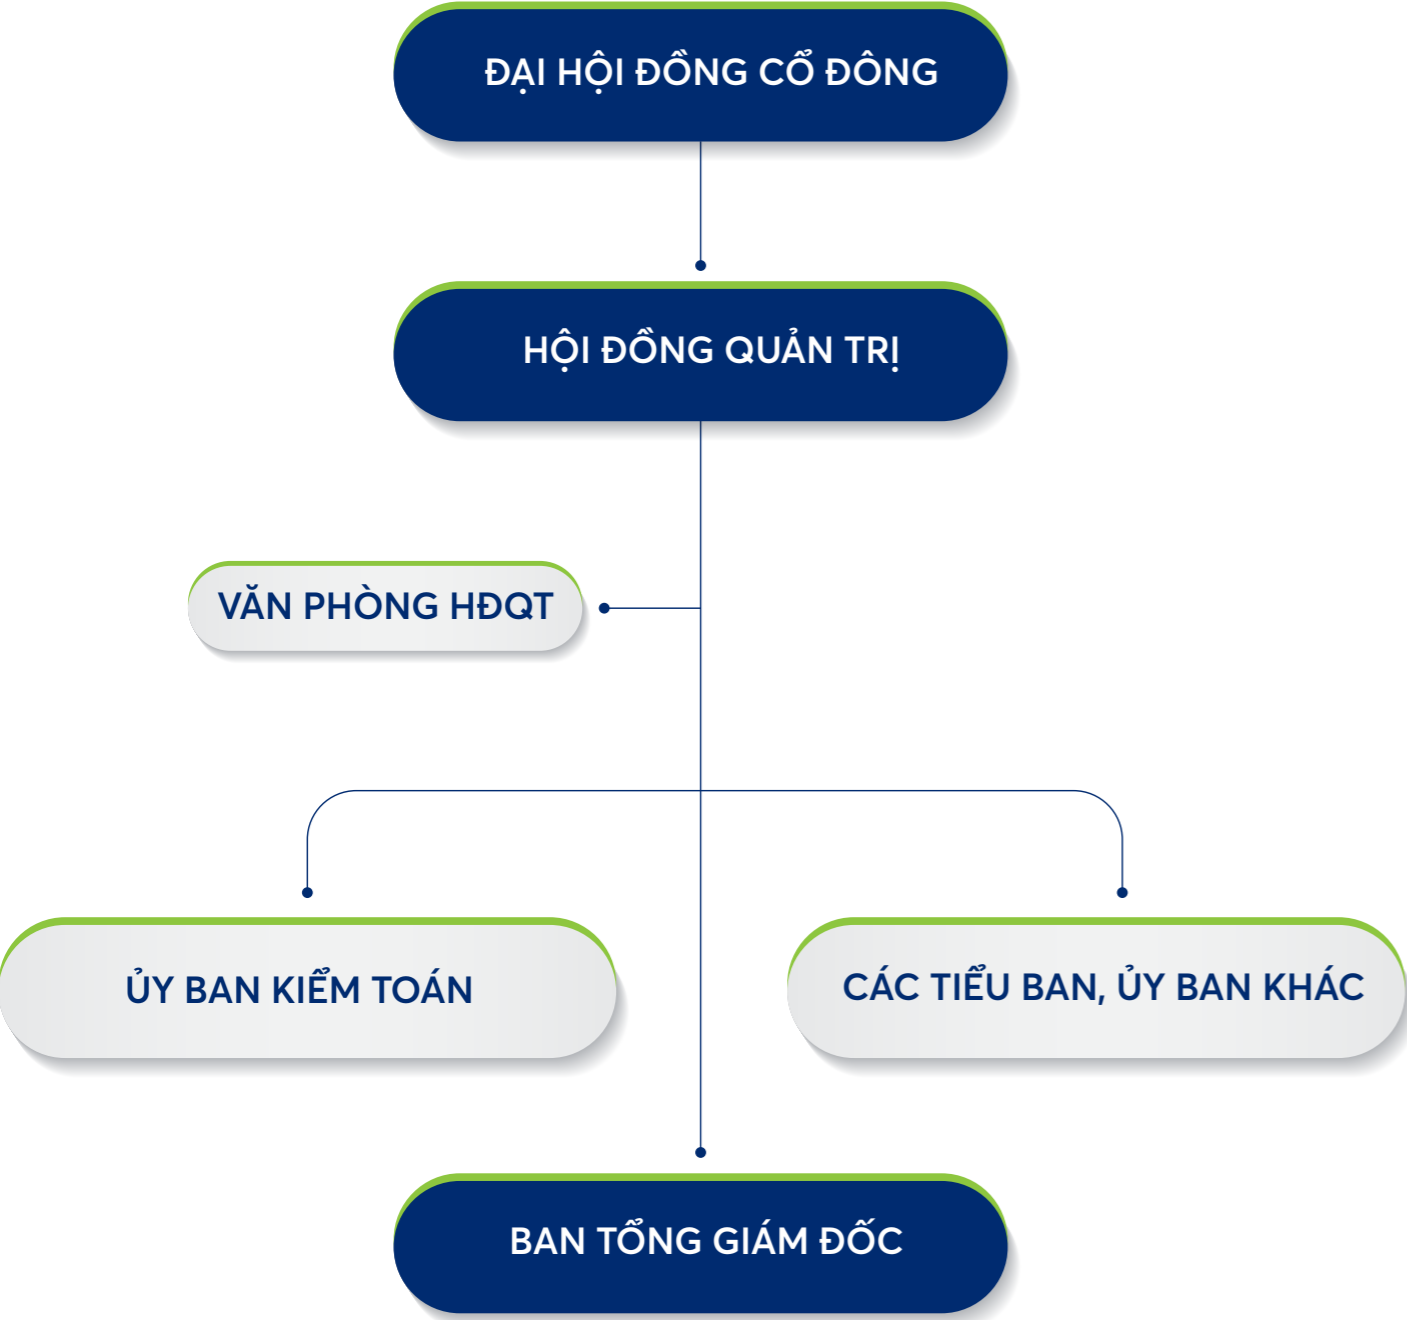 ĐẠI HỘI ĐỒNG CỔ ĐÔNG
HỘI ĐỒNG QUẢN TRỊ
VĂN PHÒNG HĐQT
ỦY BAN KIỂM TOÁN
CÁC TIỂU BAN, ỦY BAN KHÁC
BAN TỔNG GIÁM ĐỐC